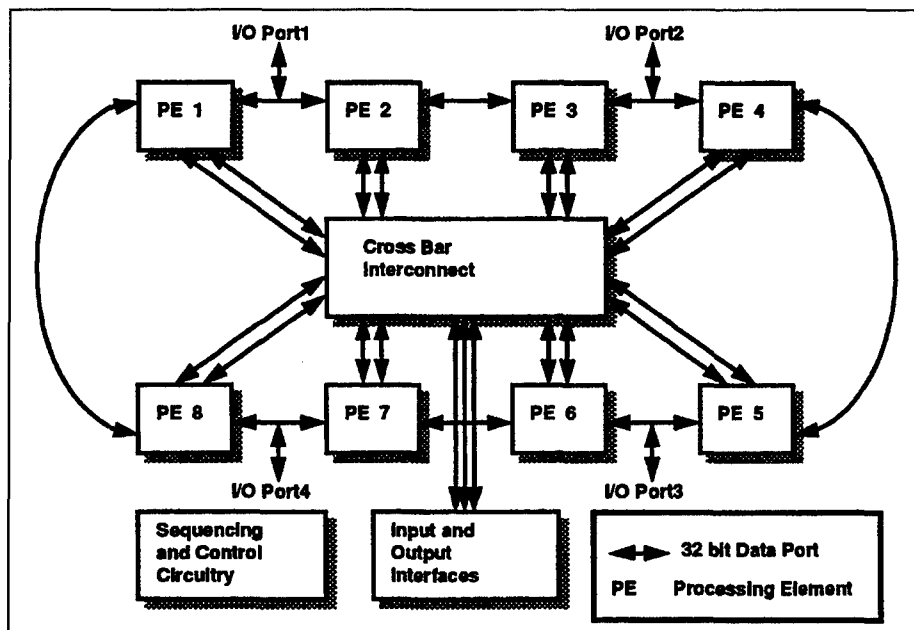 I/O Port1
I/O Port2
PE 1
PE 2
PE 3
PE 4
Cross Bar
Interconnect
PE 8
PE 7
PE 6
PE 5
I/O Port4
I/O Port3
Sequencing
and Control
Circuitry
Input and
Output
Interfaces
32 bit Data Port
PE Processing Element